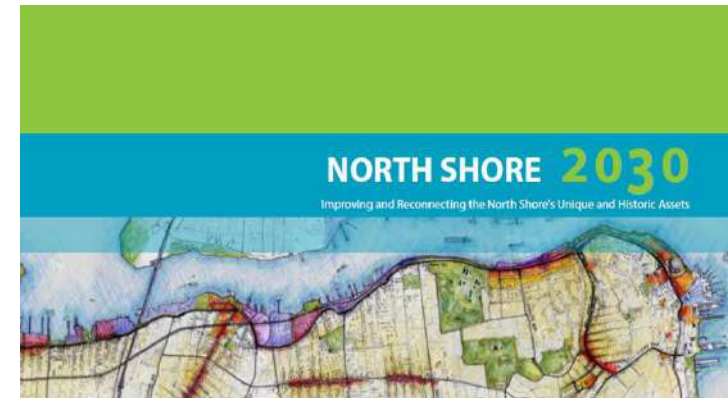 NORTH SHORE 2030
Improving and Reconnecting the North Shore's Unique and Historic Assets